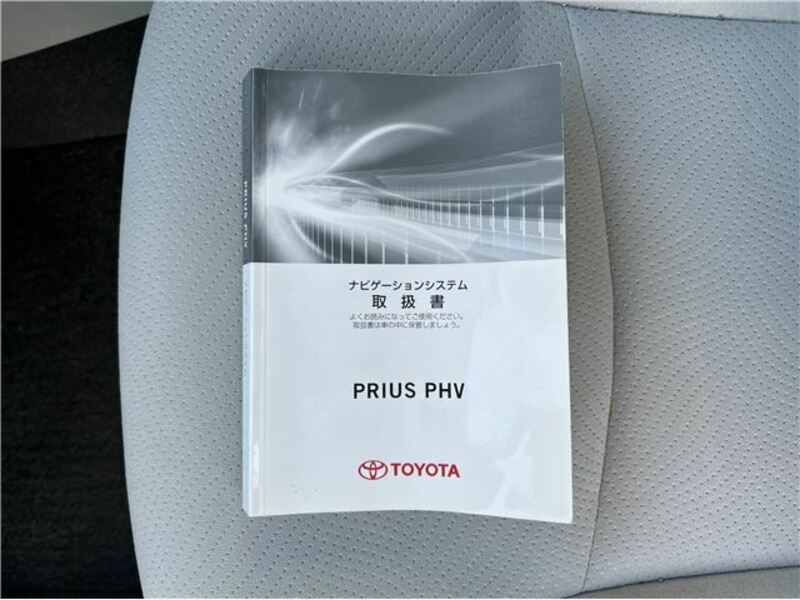 ナビゲーションシステム
取扱書
よくお読みになってご使用ください。
取扱書は車の中に保管しましょう。
PRIUS PHV
TOYOTA
PRIUS PHV